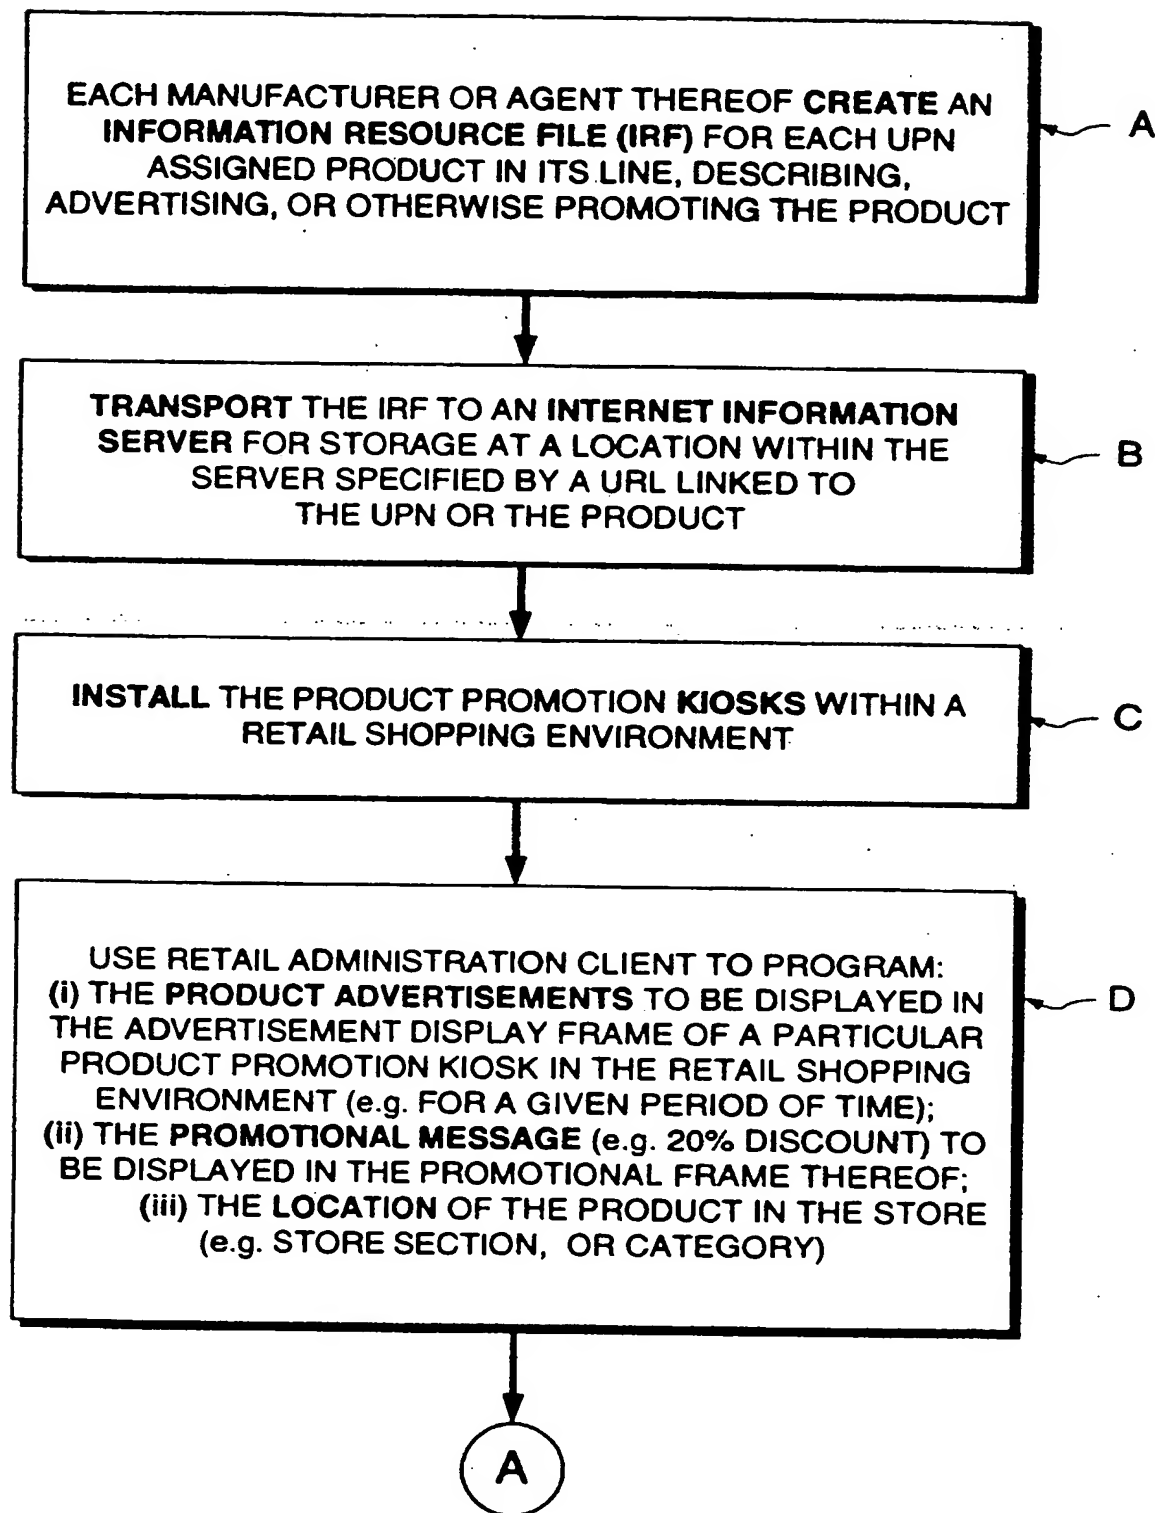 EACH MANUFACTURER OR AGENT THEREOF CREATE AN
INFORMATION RESOURCE FILE (IRF) FOR EACH UPN
ASSIGNED PRODUCT IN ITS LINE, DESCRIBING,
ADVERTISING, OR OTHERWISE PROMOTING THE PRODUCT
A
TRANSPORT THE IRF TO AN INTERNET INFORMATION
SERVER FOR STORAGE AT A LOCATION WITHIN THE
SERVER SPECIFIED BY A URL LINKED TO
THE UPN OR THE PRODUCT
B
INSTALL THE PRODUCT PROMOTION KIOSKS WITHIN A
RETAIL SHOPPING ENVIRONMENT
C
USE RETAIL ADMINISTRATION CLIENT TO PROGRAM:
(i) THE PRODUCT ADVERTISEMENTS TO BE DISPLAYED IN
THE ADVERTISEMENT DISPLAY FRAME OF A PARTICULAR
PRODUCT PROMOTION KIOSK IN THE RETAIL SHOPPING
ENVIRONMENT (e.g. FOR A GIVEN PERIOD OF TIME);
(ii) THE PROMOTIONAL MESSAGE (e.g. 20% DISCOUNT) TO
BE DISPLAYED IN THE PROMOTIONAL FRAME THEREOF;
(iii) THE LOCATION OF THE PRODUCT IN THE STORE
(e.g. STORE SECTION, OR CATEGORY)
D
A